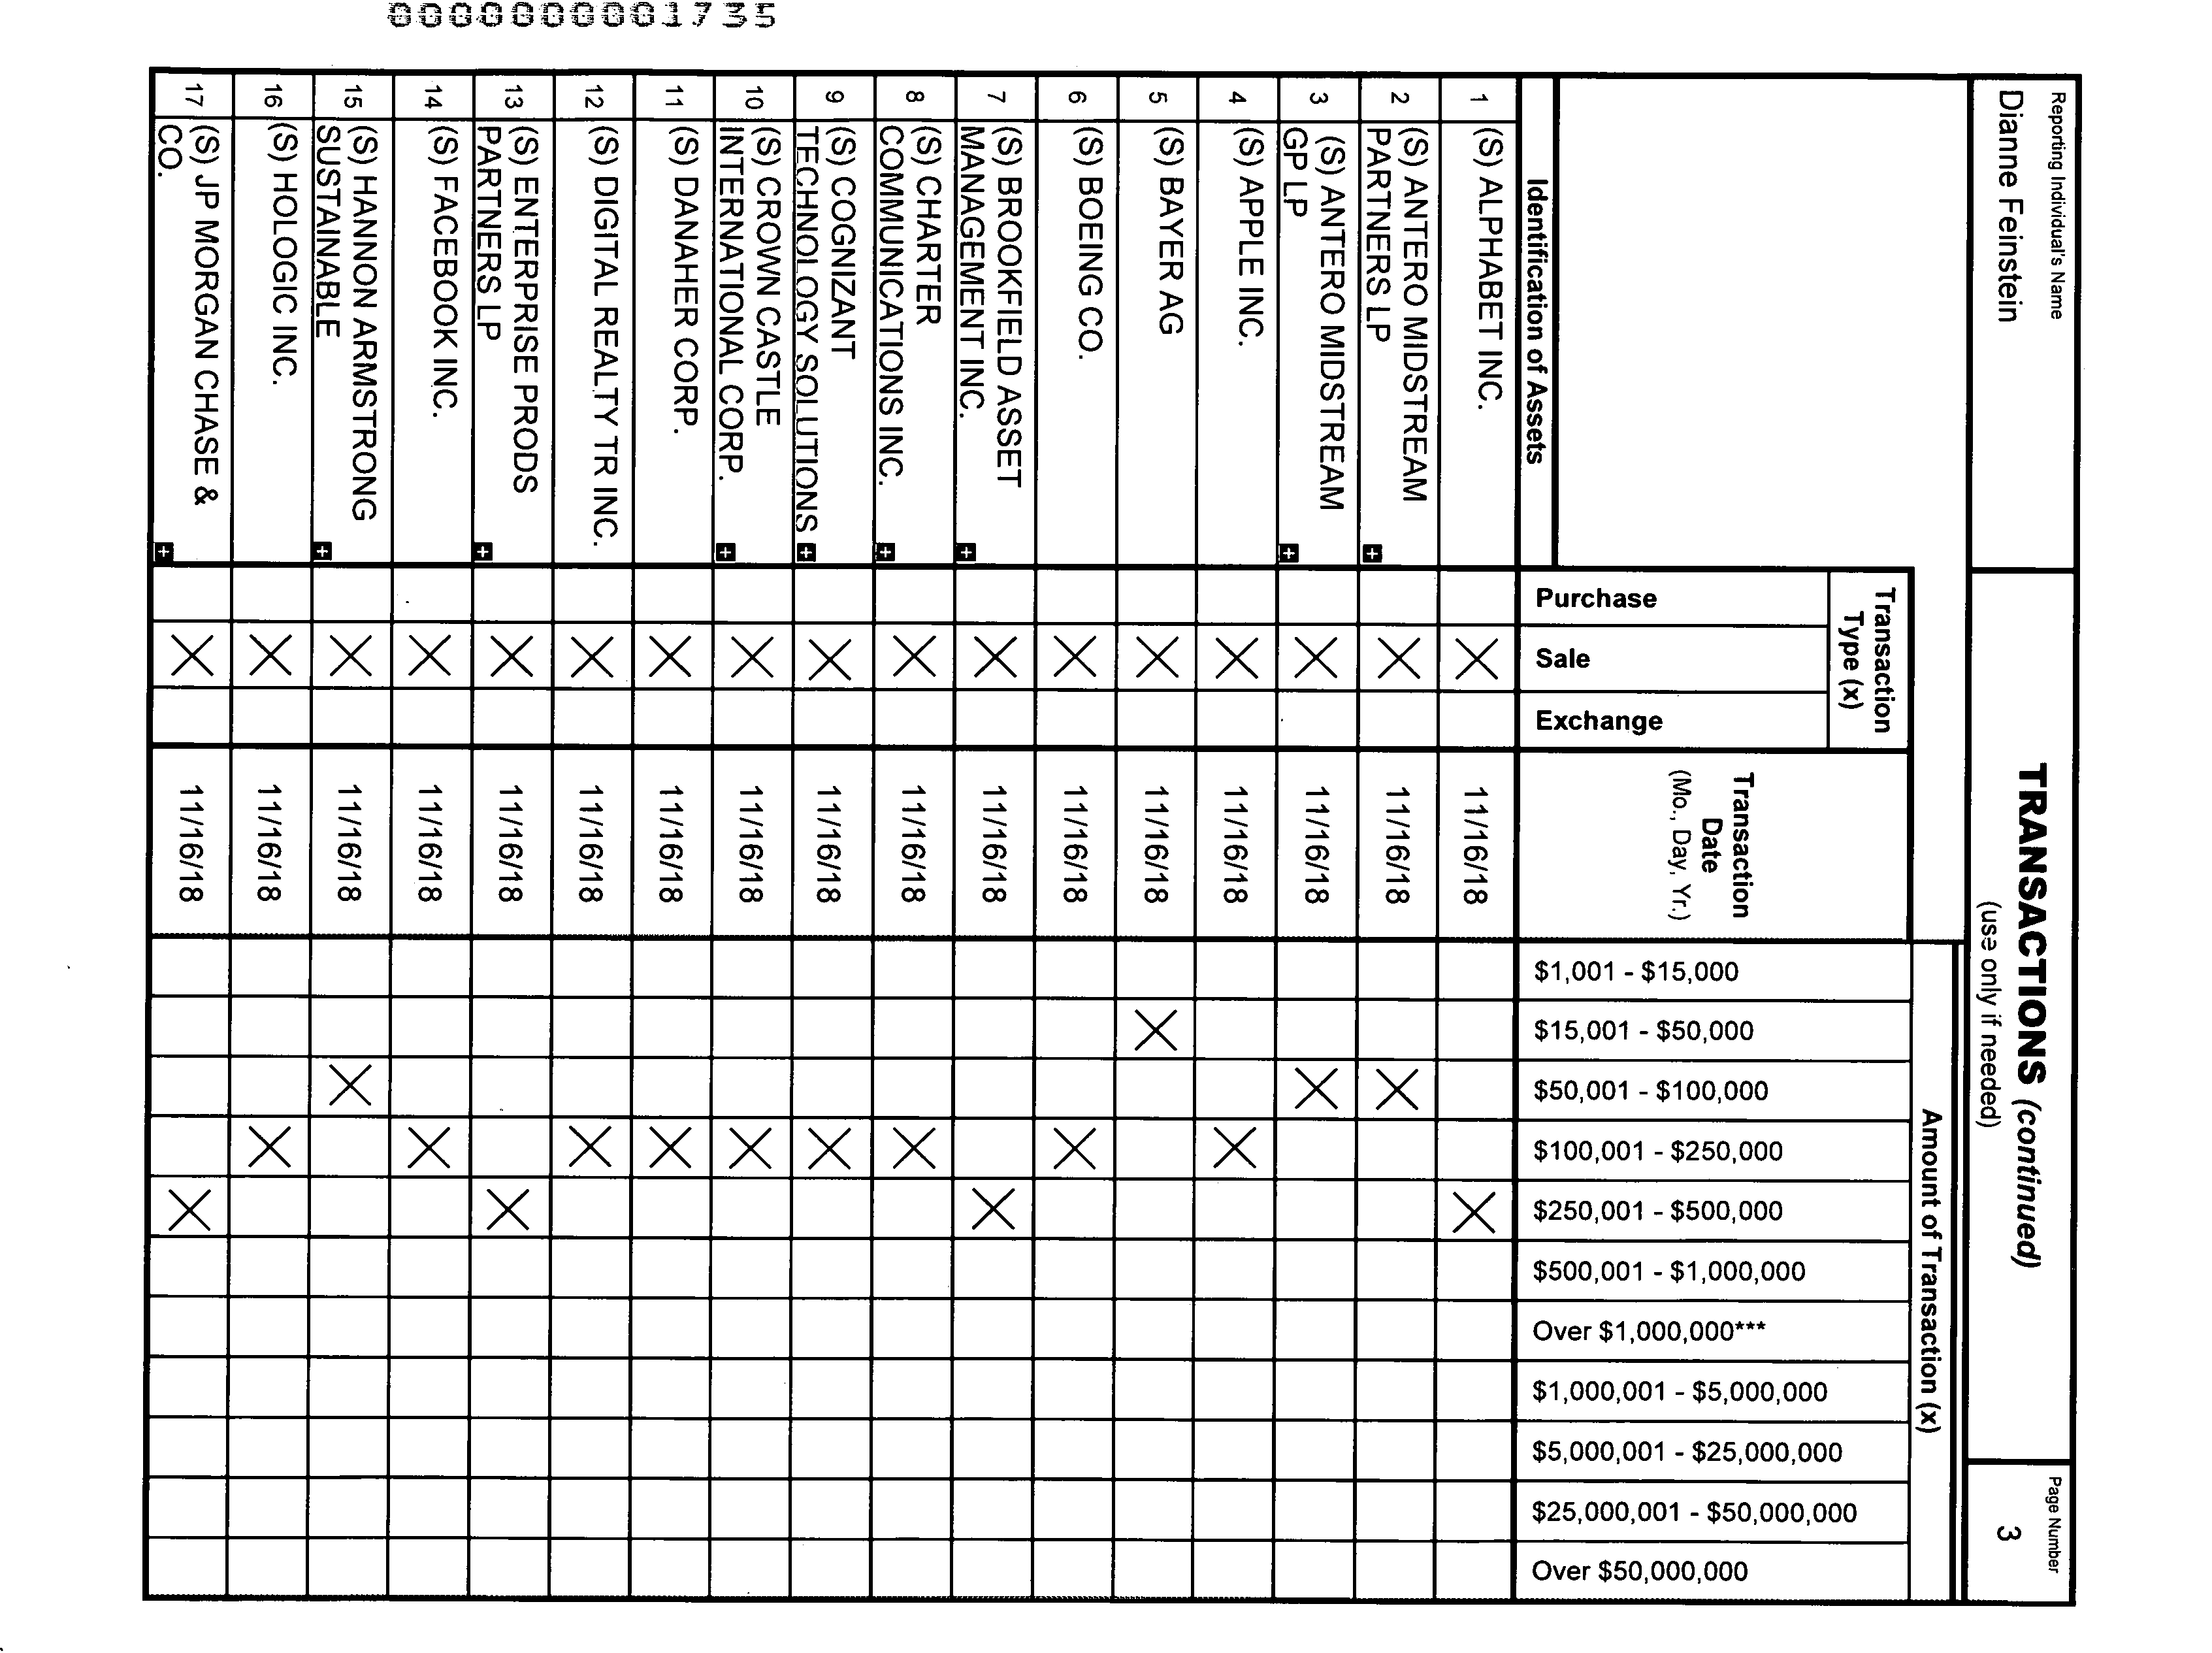 0000000001735
Reporting Individual's Name
Dianne Feinstein
TRANSACTIONS (continued)
(use only if needed)
Page Number
3
Identification of Assets
Transaction
Type (x)
Purchase
Sale
Exchange
Transaction
Date
(Mo., Day, Yr.)
Amount of Transaction (x)
$1,001 - $15,000
$15,001 - $50,000
$50,001 - $100,000
$100,001 - $250,000
$250,001 - $500,000
$500,001 - $1,000,000
Over $1,000,000***
$1,000,001 - $5,000,000
$5,000,001 - $25,000,000
$25,000,001 - $50,000,000
Over $50,000,000
1 (S) ALPHABET INC. X 11/16/18 X
2 (S) ANTERO MIDSTREAM X 11/16/18 X
PARTNERS LP +
3 (S) ANTERO MIDSTREAM X 11/16/18 X
GP LP +
4 (S) APPLE INC. X 11/16/18 X
5 (S) BAYER AG X 11/16/18 X
6 (S) BOEING CO. X 11/16/18 X
7 (S) BROOKFIELD ASSET X 11/16/18 X
MANAGEMENT INC. +
8 (S) CHARTER X 11/16/18 X
COMMUNICATIONS INC. +
9 (S) COGNIZANT X 11/16/18 X
TECHNOLOGY SOLUTIONS +
10 (S) CROWN CASTLE X 11/16/18 X
INTERNATIONAL CORP. +
11 (S) DANAHER CORP. X 11/16/18 X
12 (S) DIGITAL REALTY TR INC. X 11/16/18 X
13 (S) ENTERPRISE PRODS X 11/16/18 X
PARTNERS LP +
14 (S) FACEBOOK INC. X 11/16/18 X
15 (S) HANNON ARMSTRONG X 11/16/18 X
SUSTAINABLE +
16 (S) HOLOGIC INC. X 11/16/18 X
17 (S) JP MORGAN CHASE & X 11/16/18 X
CO. +